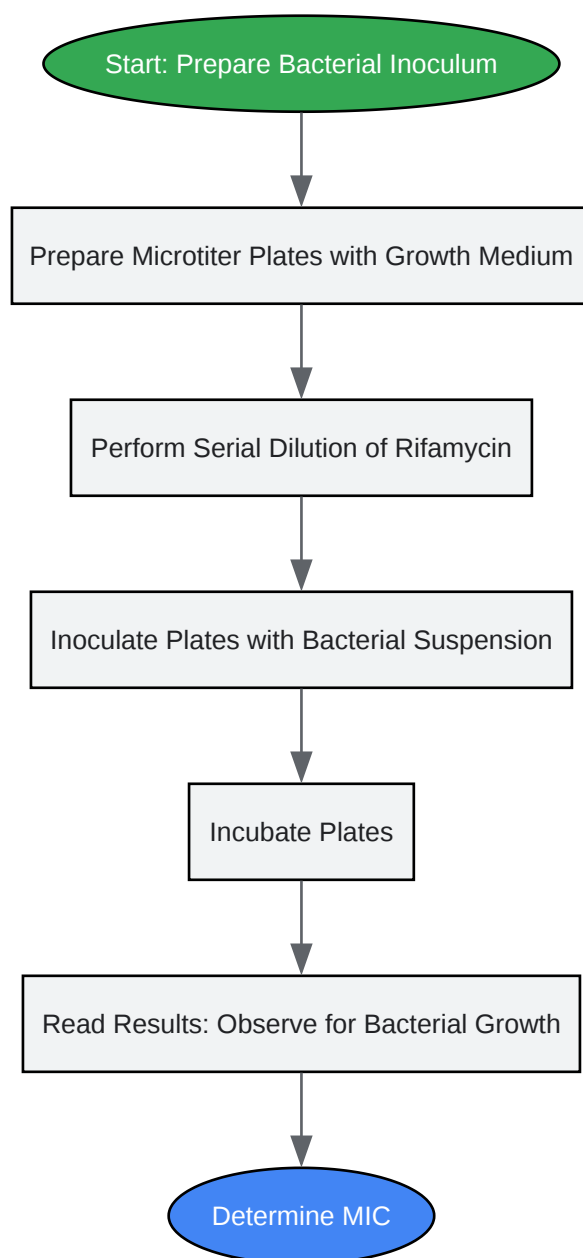 Start: Prepare Bacterial Inoculum
Prepare Microtiter Plates with Growth Medium
Perform Serial Dilution of Rifamycin
Inoculate Plates with Bacterial Suspension
Incubate Plates
Read Results: Observe for Bacterial Growth
Determine MIC